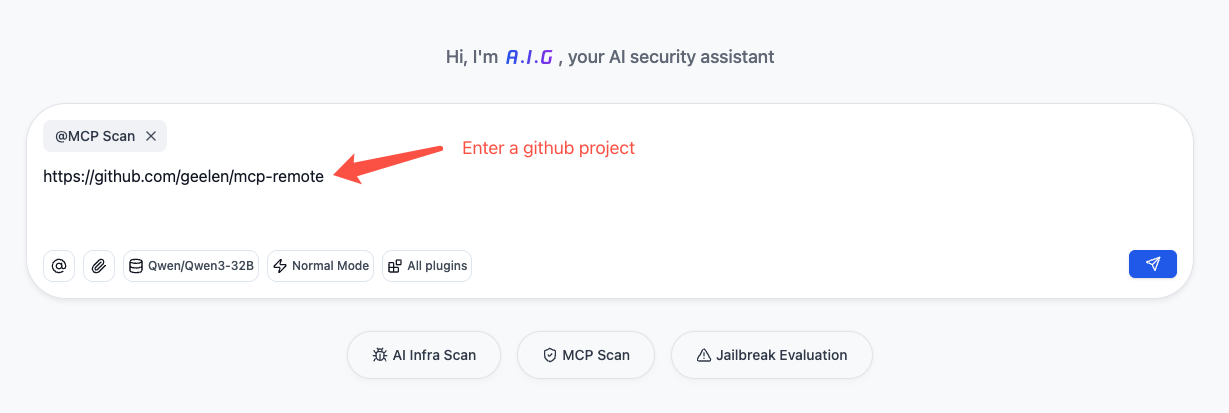 Hi, I'm A.I.G , your AI security assistant
@MCP Scan
Enter a github project
https://github.com/geelen/mcp-remote
Qwen/Qwen3-32B Normal Mode All plugins
AI Infra Scan MCP Scan Jailbreak Evaluation